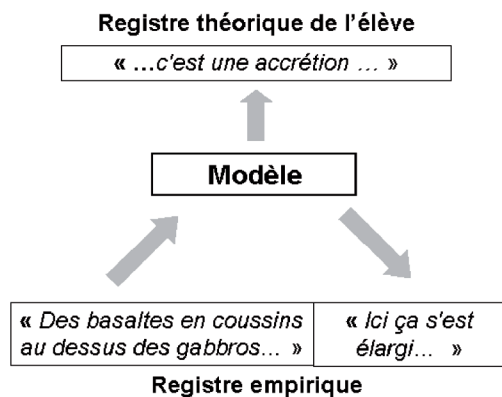 Registre théorique de l'élève
« ...c'est une accrétion ... »
Modèle
« Des basaltes en coussins
au dessus des gabbros... »
« Ici ça s'est
élargi... »
Registre empirique